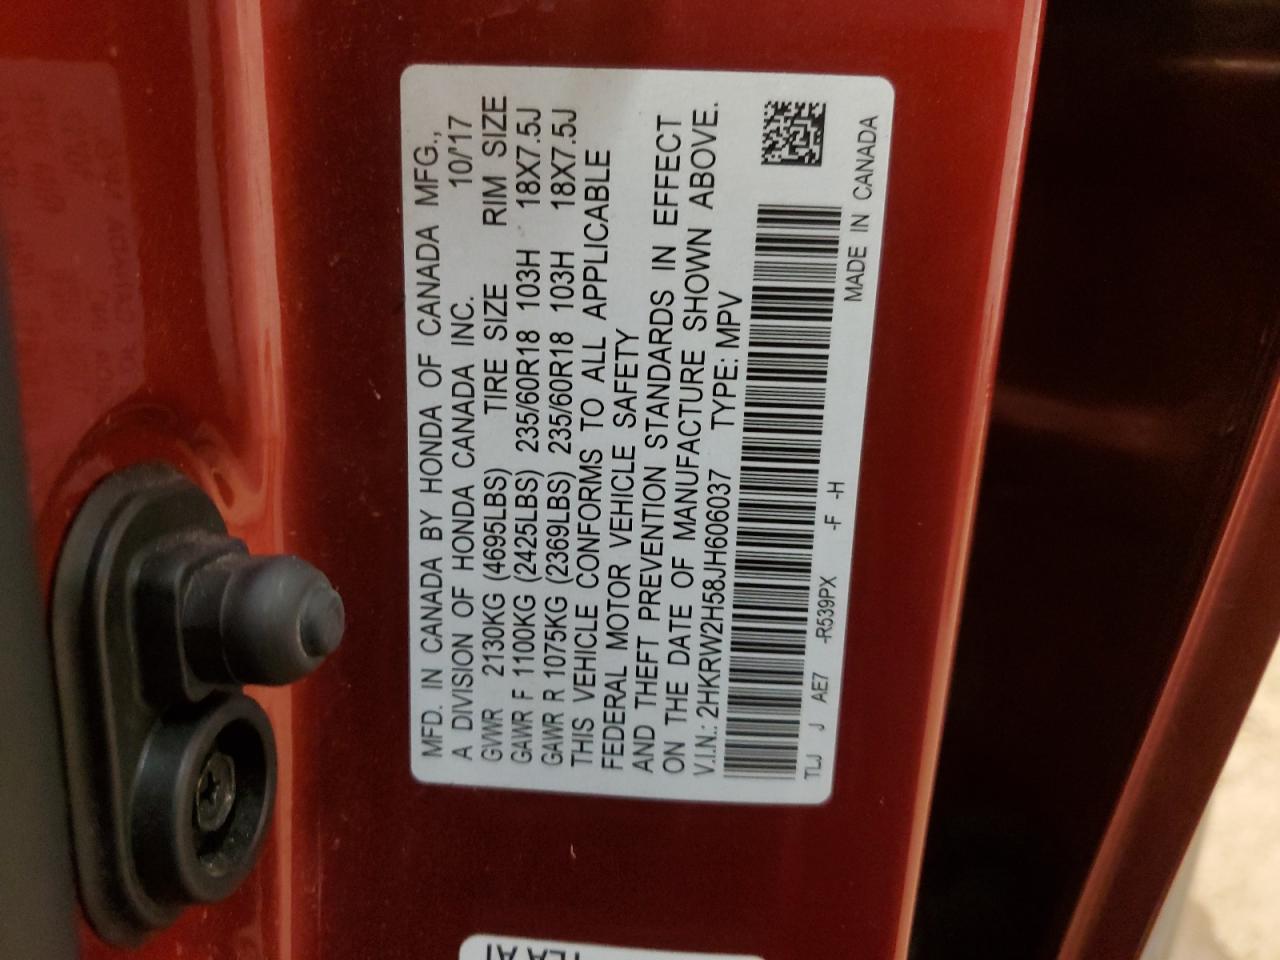 MFD. IN CANADA BY HONDA OF CANADA MFG.,
A DIVISION OF HONDA CANADA INC. 10/'17
GVWR 2130KG (4695LBS) TIRE SIZE RIM SIZE
GAWR F 1100KG (2425LBS) 235/60R18 103H 18X7.5J
GAWR R 1075KG (2369LBS) 235/60R18 103H 18X7.5J
THIS VEHICLE CONFORMS TO ALL APPLICABLE
FEDERAL MOTOR VEHICLE SAFETY
AND THEFT PREVENTION STANDARDS IN EFFECT
ON THE DATE OF MANUFACTURE SHOWN ABOVE.
V.I.N.: 2HKRW2H58JH606037 TYPE: MPV
TLJ J AE7 -R539PX -F -H
MADE IN CANADA